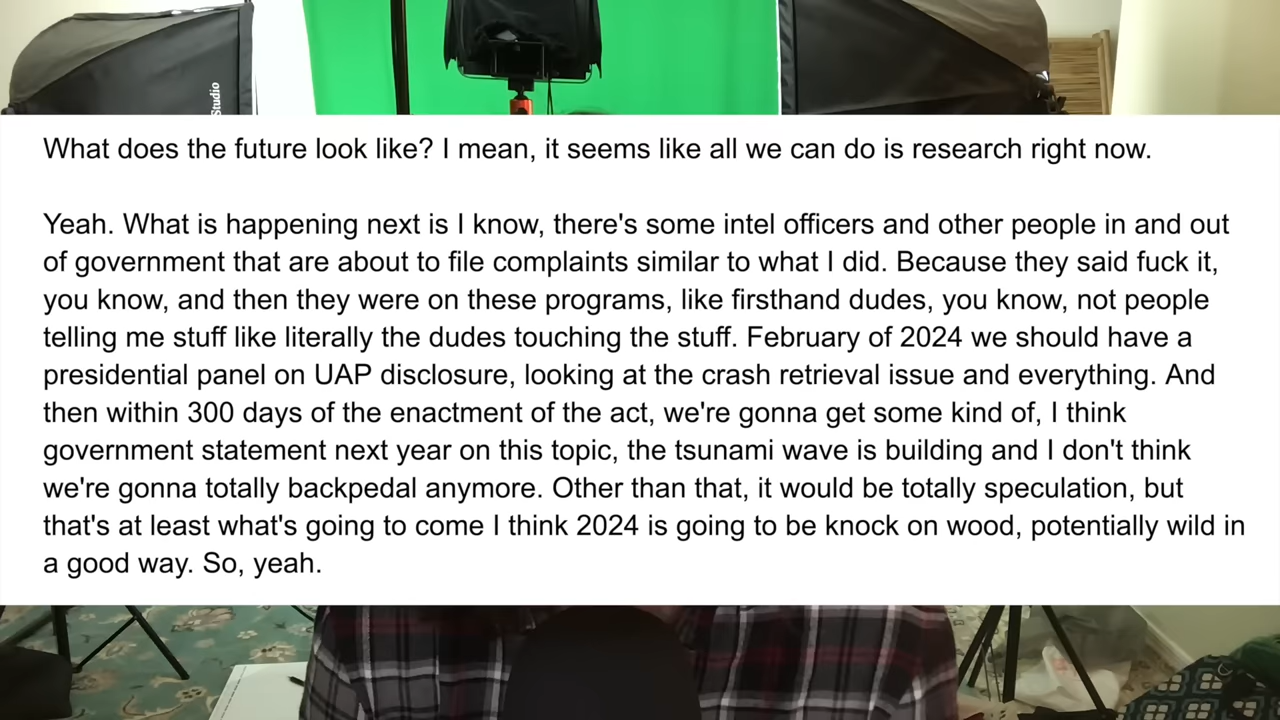 Studio
What does the future look like? I mean, it seems like all we can do is research right now.
Yeah. What is happening next is I know, there's some intel officers and other people in and out
of government that are about to file complaints similar to what I did. Because they said fuck it,
you know, and then they were on these programs, like firsthand dudes, you know, not people
telling me stuff like literally the dudes touching the stuff. February of 2024 we should have a
presidential panel on UAP disclosure, looking at the crash retrieval issue and everything. And
then within 300 days of the enactment of the act, we're gonna get some kind of, I think
government statement next year on this topic, the tsunami wave is building and I don't think
we're gonna totally backpedal anymore. Other than that, it would be totally speculation, but
that's at least what's going to come I think 2024 is going to be knock on wood, potentially wild in
a good way. So, yeah.